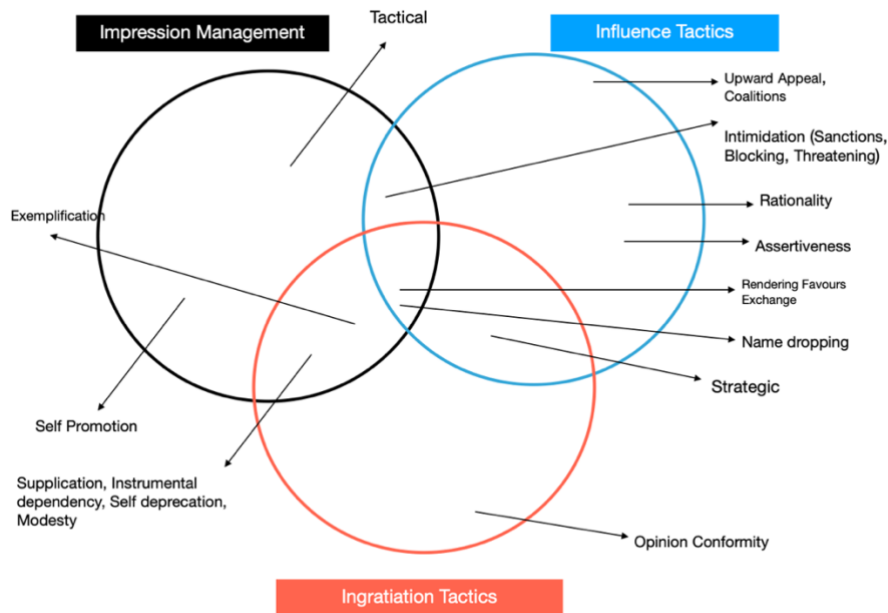 Tactical
Impression Management
Influence Tactics
Upward Appeal,
Coalitions
Intimidation (Sanctions,
Blocking, Threatening)
Rationality
Exemplification
Assertiveness
Rendering Favours
Exchange
Name dropping
Strategic
Self Promotion
Supplication, Instrumental
dependency, Self deprecation,
Modesty
Opinion Conformity
Ingratiation Tactics